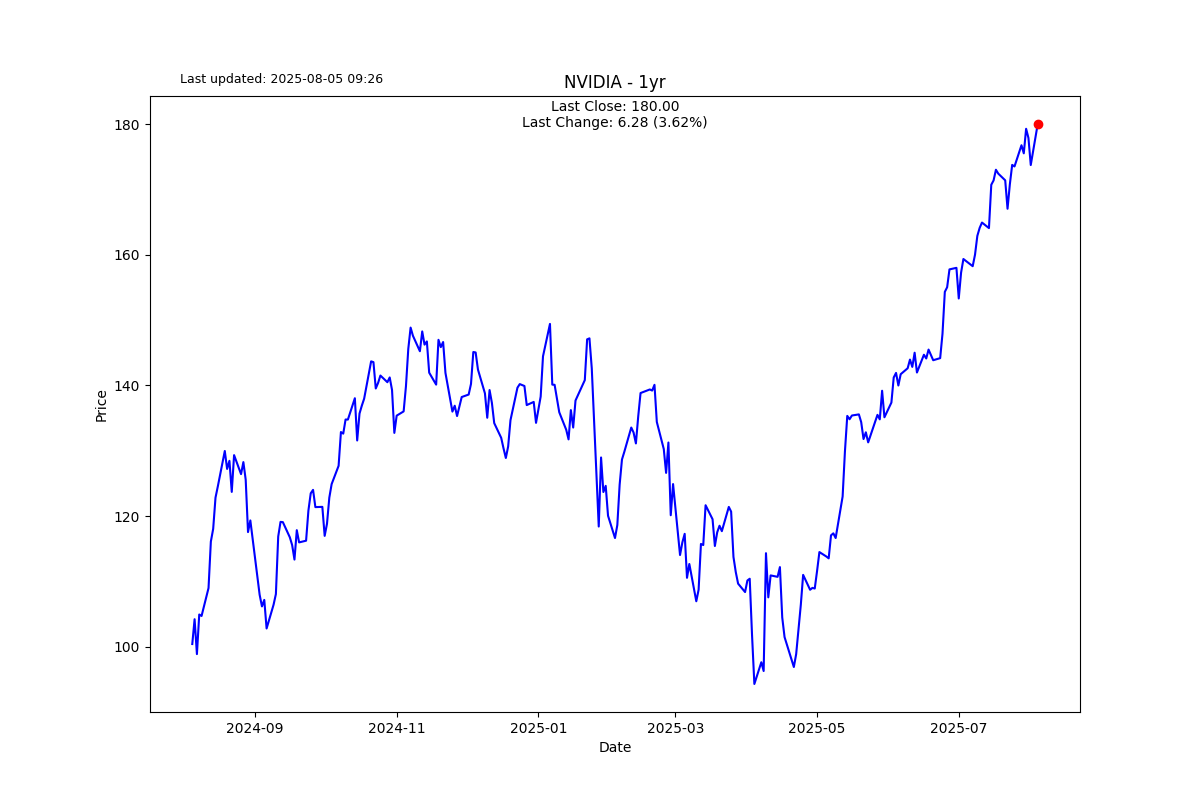 Last updated: 2025-08-05 09:26
NVIDIA - 1yr
Last Close: 180.00
Last Change: 6.28 (3.62%)
180
160
140
120
100
Price
2024-09
2024-11
2025-01
2025-03
2025-05
2025-07
Date